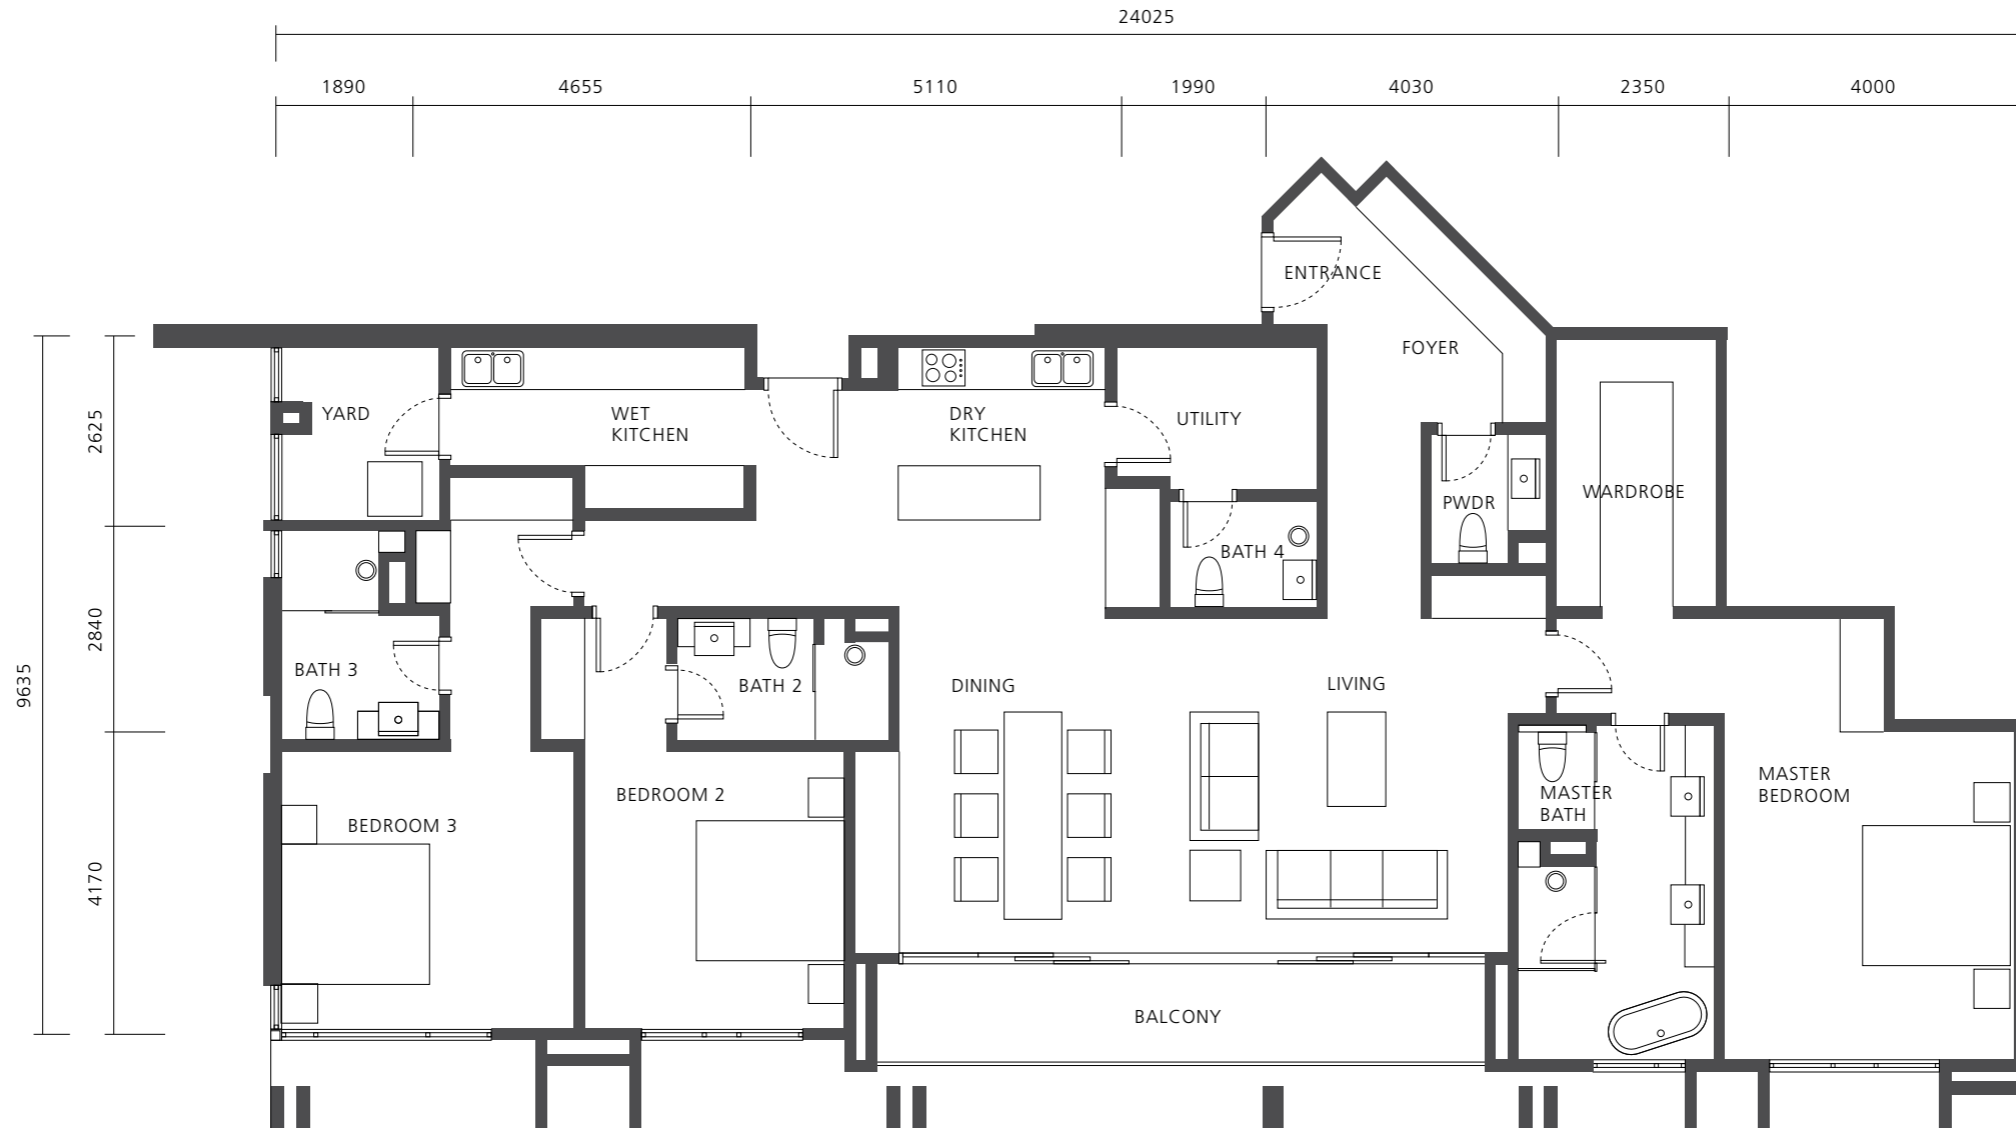 24025
1890
4655
5110
1990
4030
2350
4000
ENTRANCE
FOYER
YARD
WET
KITCHEN
DRY
KITCHEN
UTILITY
2625
WARDROBE
PWDR
BATH 4
2840
9635
BATH 3
BATH 2
DINING
LIVING
MASTER
BATH
MASTER
BEDROOM
BEDROOM 2
BEDROOM 3
4170
BALCONY